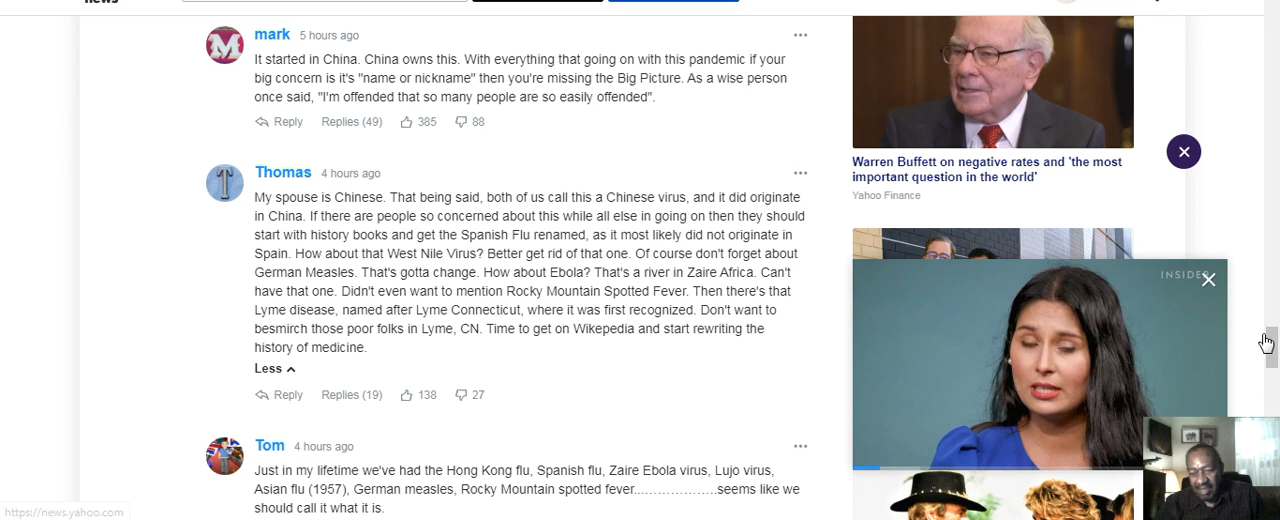 news
mark 5 hours ago
It started in China. China owns this. With everything that going on with this pandemic if your
big concern is it's "name or nickname" then you're missing the Big Picture. As a wise person
once said, "I'm offended that so many people are so easily offended".
Reply Replies (49) 385 88
Thomas 4 hours ago
My spouse is Chinese. That being said, both of us call this a Chinese virus, and it did originate
in China. If there are people so concerned about this while all else in going on then they should
start with history books and get the Spanish Flu renamed, as it most likely did not originate in
Spain. How about that West Nile Virus? Better get rid of that one. Of course don't forget about
German Measles. That's gotta change. How about Ebola? That's a river in Zaire Africa. Can't
have that one. Didn't even want to mention Rocky Mountain Spotted Fever. Then there's that
Lyme disease, named after Lyme Connecticut, where it was first recognized. Don't want to
besmirch those poor folks in Lyme, CN. Time to get on Wikepedia and start rewriting the
history of medicine.
Less
Reply Replies (19) 138 27
Tom 4 hours ago
Just in my lifetime we've had the Hong Kong flu, Spanish flu, Zaire Ebola virus, Lujo virus,
Asian flu (1957), German measles, Rocky Mountain spotted fever....................seems like we
should call it what it is.
Warren Buffett on negative rates and 'the most
important question in the world'
Yahoo Finance
INSIDER
https://news.yahoo.com